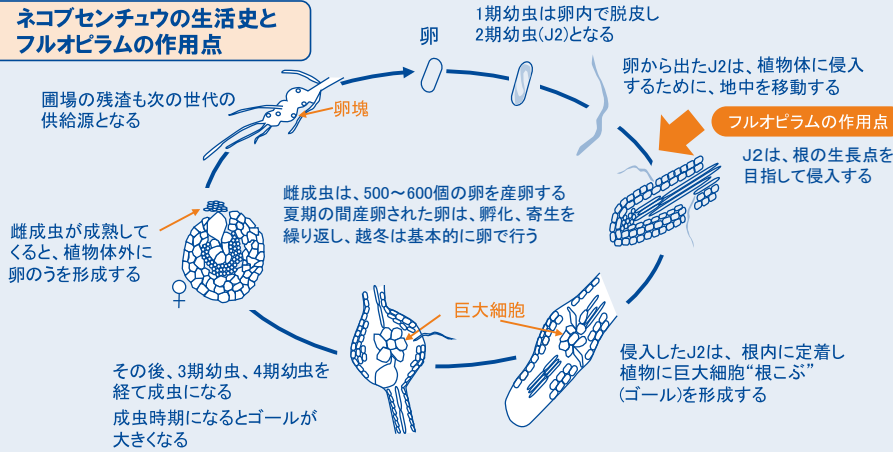 ネコブセンチュウの生活史と
フルオピラムの作用点
卵
1期幼虫は卵内で脱皮し
2期幼虫(J2)となる
卵から出たJ2は、植物体に侵入
するために、地中を移動する
フルオピラムの作用点
J2は、根の生長点を
目指して侵入する
侵入したJ2は、根内に定着し
植物に巨大細胞“根こぶ”
(ゴール)を形成する
巨大細胞
その後、3期幼虫、4期幼虫を
経て成虫になる
成虫時期になるとゴールが
大きくなる
雌成虫が成熟して
くると、植物体外に
卵のうを形成する
♀
圃場の残渣も次の世代の
供給源となる
卵塊
雌成虫は、500～600個の卵を産卵する
夏期の間産卵された卵は、孵化、寄生を
繰り返し、越冬は基本的に卵で行う